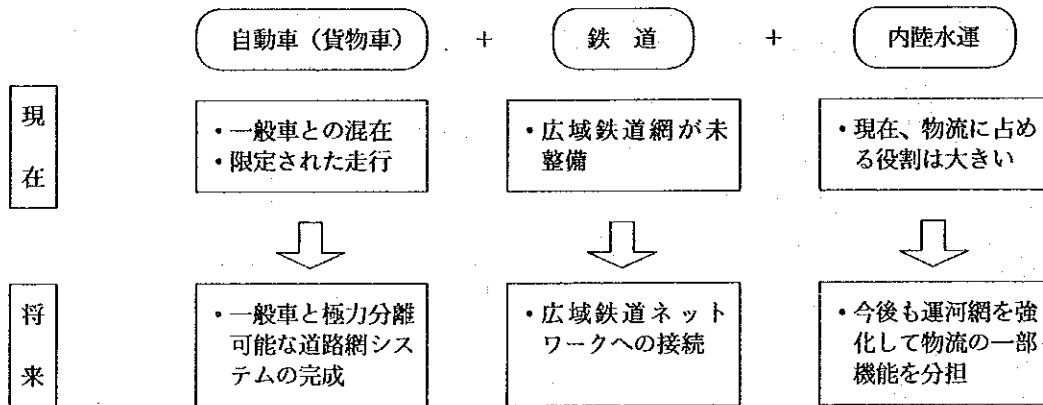 自動車（貨物車） + 鉄 道 + 内陸水運
現在
・一般車との混在
・限定された走行
・広域鉄道網が未
整備
・現在、物流に占め
る役割は大きい
将来
・一般車と極力分離
可能な道路網シス
テムの完成
・広域鉄道ネット
ワークへの接続
・今後も運河網を強
化して物流の一部
機能を分担